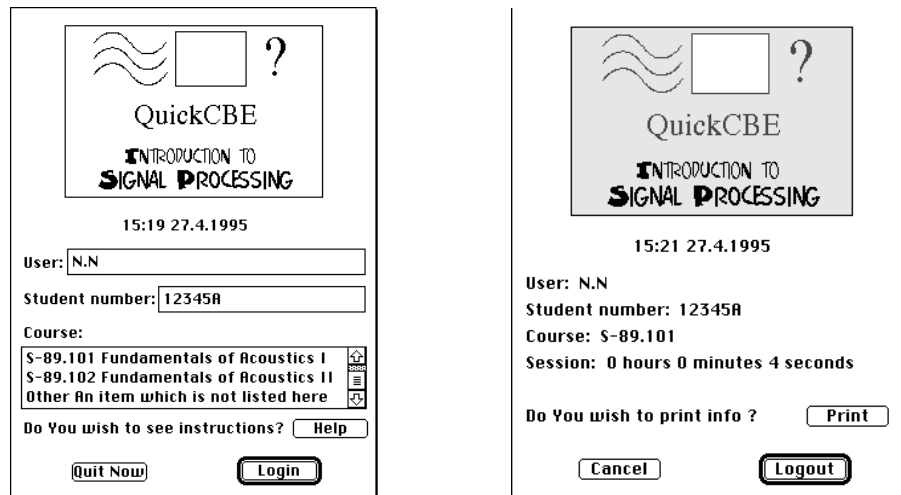 ?
QuickCBE
INTRODUCTION TO
SIGNAL PROCESSING
15:19 27.4.1995
User: N.N
Student number: 12345A
Course:
S-89.101 Fundamentals of Acoustics I
S-89.102 Fundamentals of Acoustics II
Other An item which is not listed here
Do You wish to see instructions? Help
Quit Now Login
?
QuickCBE
INTRODUCTION TO
SIGNAL PROCESSING
15:21 27.4.1995
User: N.N
Student number: 12345A
Course: S-89.101
Session: 0 hours 0 minutes 4 seconds
Do You wish to print info ? Print
Cancel Logout